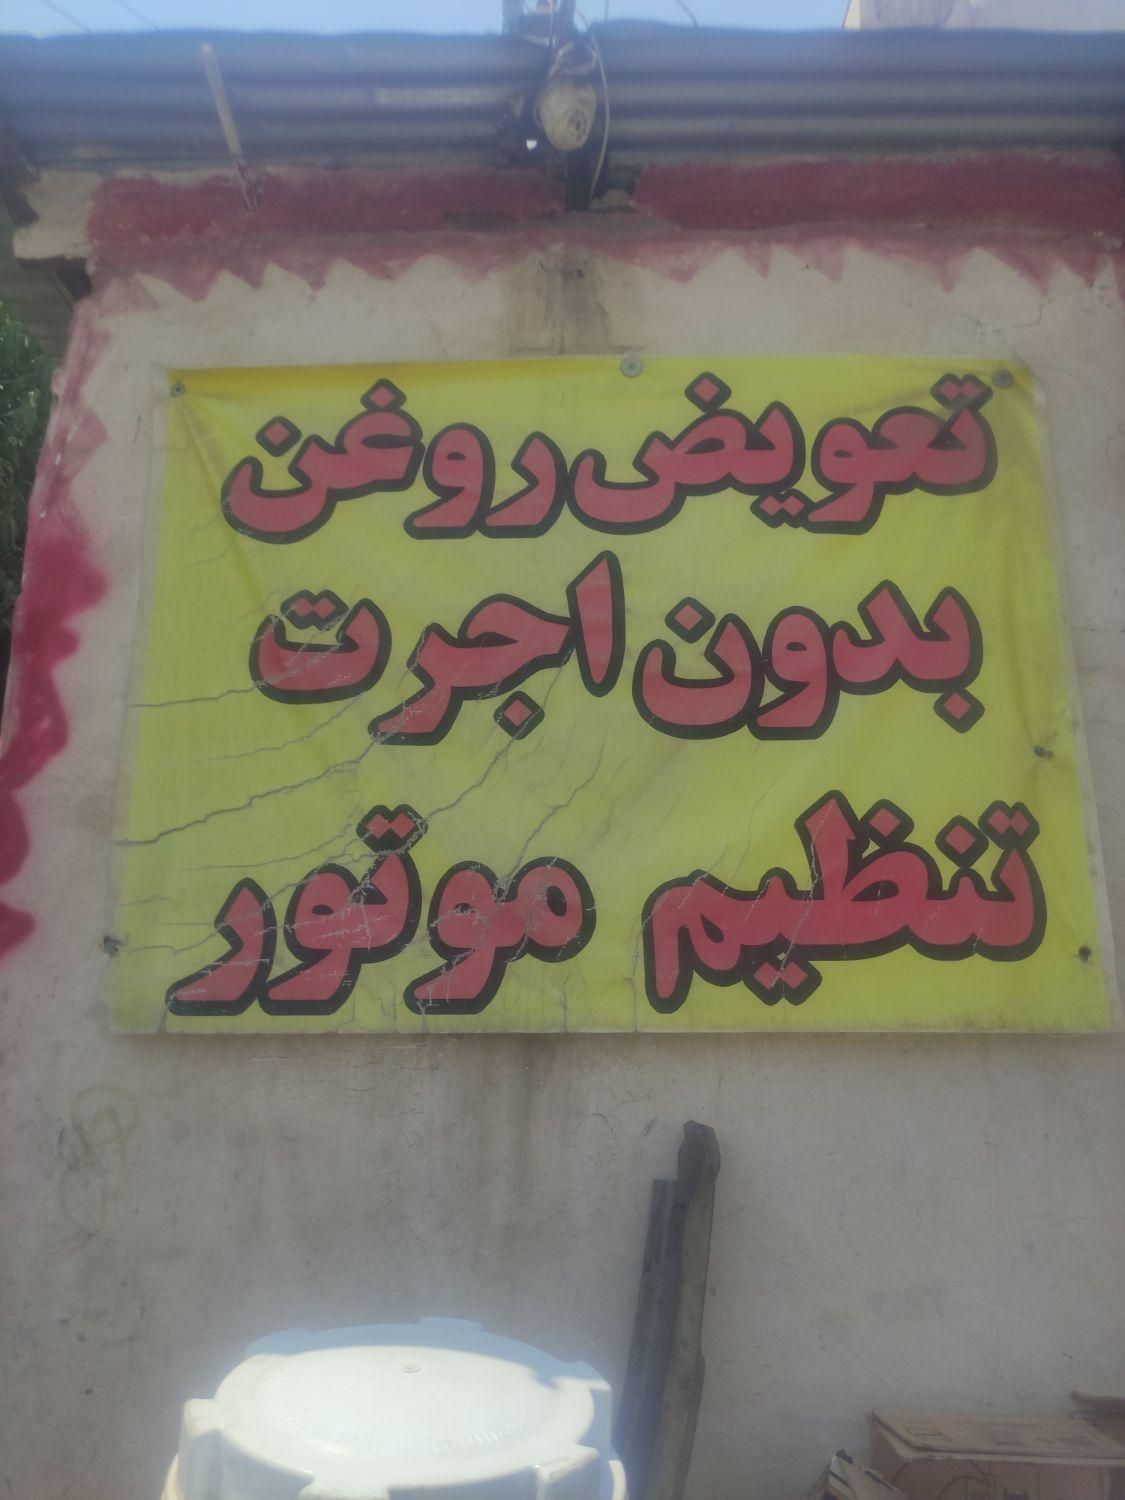 تعویض روغن
بدون اجرت
تنظیم موتور